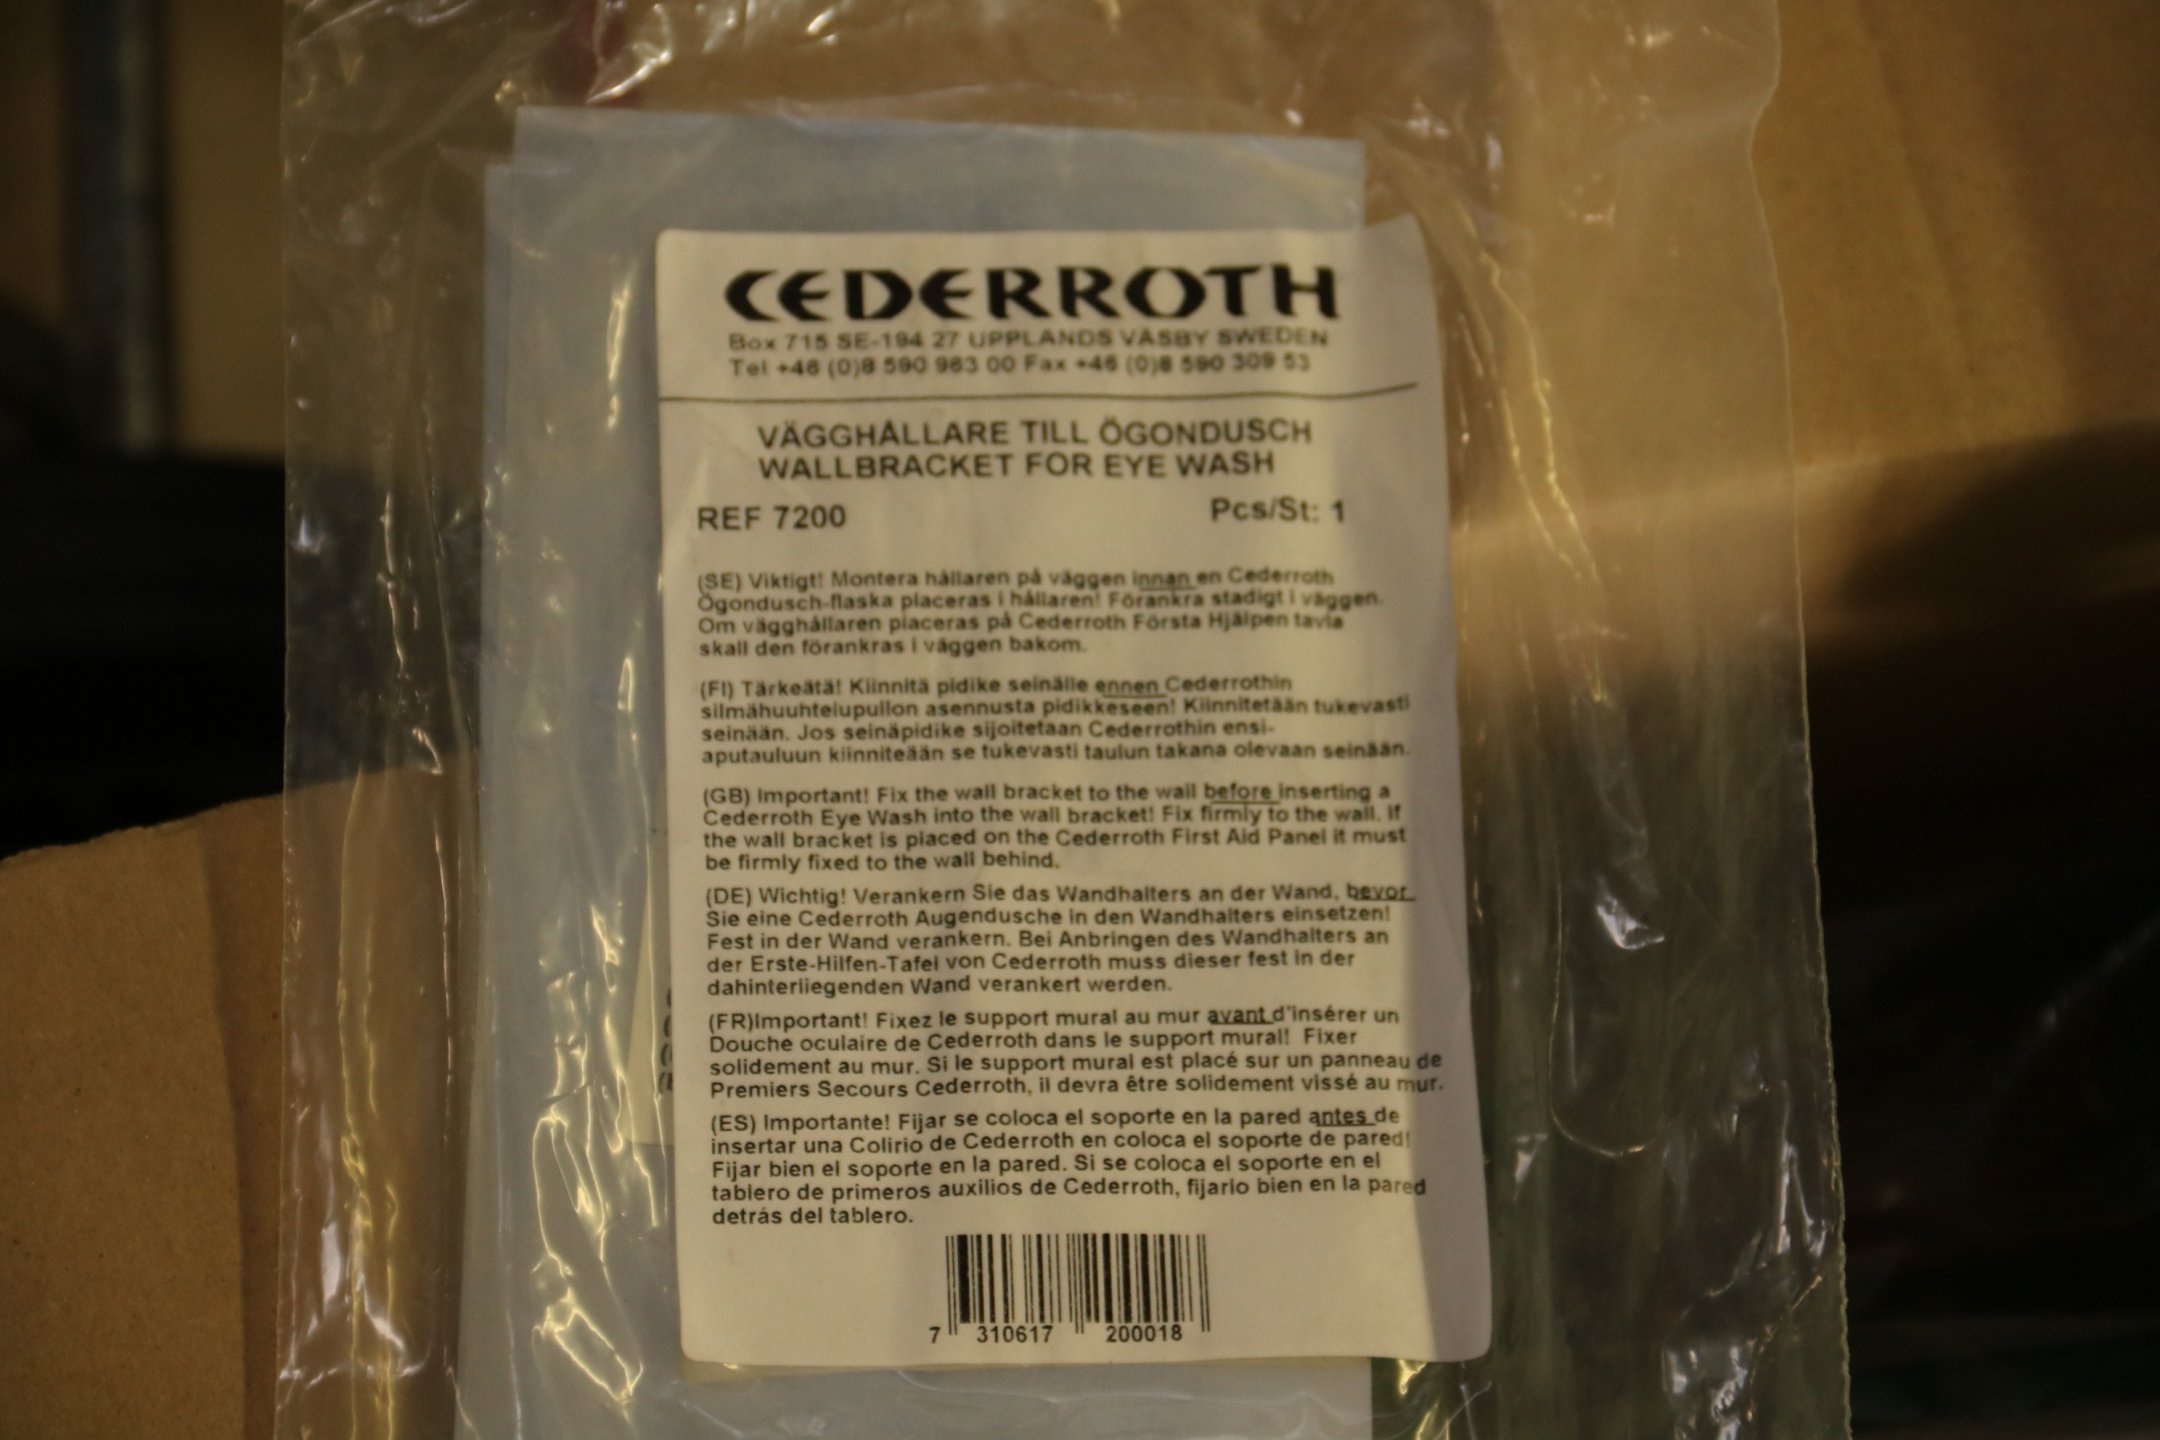 CEDERROTH
Box 715 SE-194 27 UPPLANDS VÄSBY SWEDEN
Tel +46 (0)8 590 963 00 Fax +46 (0)8 590 309 53
VÄGGHÅLLARE TILL ÖGONDUSCH
WALLBRACKET FOR EYE WASH
REF 7200 Pcs/St: 1
(SE) Viktigt! Montera hållaren på väggen innan en Cederroth
Ögondusch-flaska placeras i hållaren! Förankra stadigt i väggen.
Om vägghållaren placeras på Cederroth Första Hjälpen tavla
skall den förankras i väggen bakom.
(FI) Tärkeätä! Kiinnitä pidike seinälle ennen Cederrothin
silmähuuhtelupullon asennusta pidikkeseen! Kiinnitetään tukevasti
seinään. Jos seinäpidike sijoitetaan Cederrothin ensi-
aputauluun kiinniteään se tukevasti taulun takana olevaan seinään.
(GB) Important! Fix the wall bracket to the wall before inserting a
Cederroth Eye Wash into the wall bracket! Fix firmly to the wall. If
the wall bracket is placed on the Cederroth First Aid Panel it must
be firmly fixed to the wall behind.
(DE) Wichtig! Verankern Sie das Wandhalters an der Wand, bevor
Sie eine Cederroth Augendusche in den Wandhalters einsetzen!
Fest in der Wand verankern. Bei Anbringen des Wandhalters an
der Erste-Hilfen-Tafel von Cederroth muss dieser fest in der
dahinterliegenden Wand verankert werden.
(FR)Important! Fixez le support mural au mur avant d'insérer un
Douche oculaire de Cederroth dans le support mural! Fixer
solidement au mur. Si le support mural est placé sur un panneau de
Premiers Secours Cederroth, il devra être solidement vissé au mur.
(ES) Importante! Fijar se coloca el soporte en la pared antes de
insertar una Colirio de Cederroth en coloca el soporte de pared!
Fijar bien el soporte en la pared. Si se coloca el soporte en el
tablero de primeros auxilios de Cederroth, fijarlo bien en la pared
detrás del tablero.
7 310617 200018